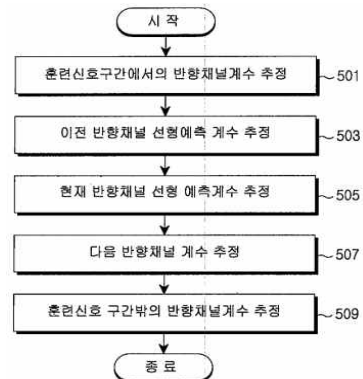 시 작
훈련신호구간에서의 반향채널계수 추정
501
이전 반향채널 선형예측 계수 추정
503
현재 반향채널 선형 예측계수 추정
505
다음 반향채널 계수 추정
507
훈련신호 구간밖의 반향채널계수 추정
509
종 료